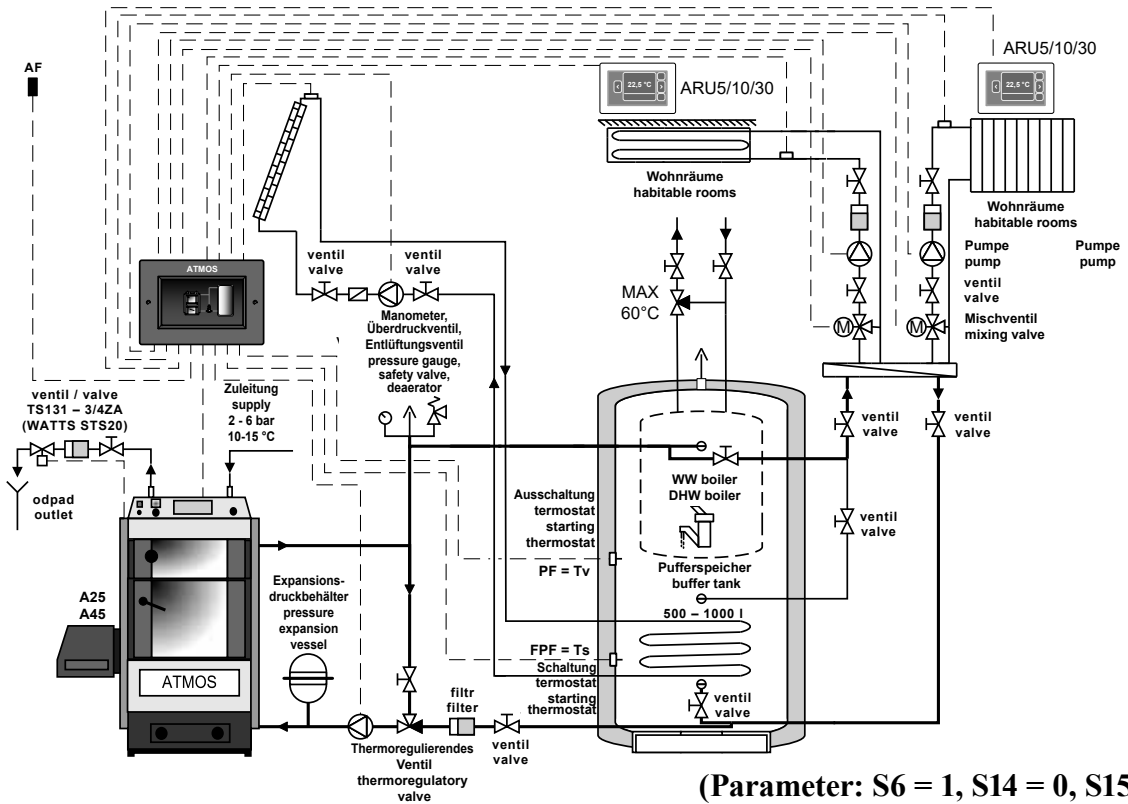 AF
ARU5/10/30
22,5 °C
ARU5/10/30
22,5 °C
Wohnräume
habitable rooms
Wohnräume
habitable rooms
ATMOS
ventil
valve
ventil
valve
MAX
60°C
Pumpe
pump
Pumpe
pump
ventil
valve
M
M
Mischventil
mixing valve
Manometer,
Überdruckventil,
Entlüftungsventil
pressure gauge,
safety valve,
deaerator
ventil / valve
TS131 – 3/4ZA
(WATTS STS20)
Zuleitung
supply
2 - 6 bar
10-15 °C
odpad
outlet
ventil
valve
ventil
valve
WW boiler
DHW boiler
Ausschaltung
termostat
starting
thermostat
ventil
valve
PF = Tv
Pufferspeicher
buffer tank
500 – 1000 l
A25
A45
Expansions-
druckbehälter
pressure
expansion
vessel
FPF = Ts
Schaltung
termostat
starting
thermostat
ATMOS
filtr
filter
ventil
valve
ventil
valve
Thermoregulierendes
Ventil
thermoregulatory
valve
(Parameter: S6 = 1, S14 = 0, S15